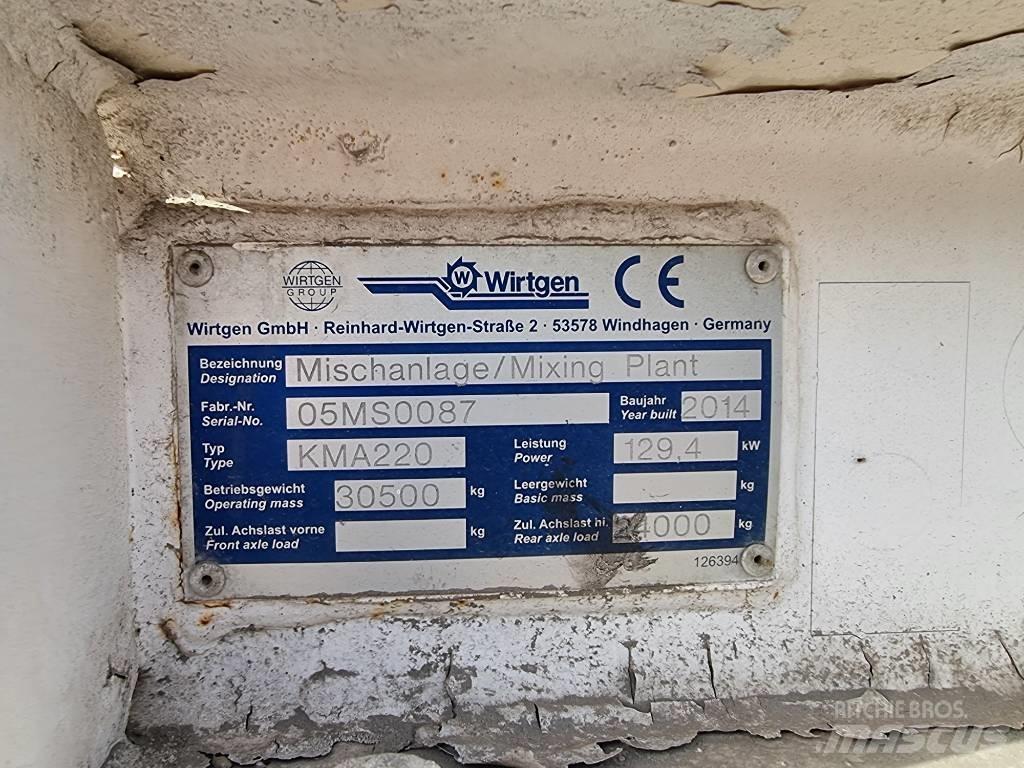 WIRTGEN
GROUP
W Wirtgen CE
Wirtgen GmbH · Reinhard-Wirtgen-Straße 2 · 53578 Windhagen · Germany
Bezeichnung
Designation
Mischanlage/Mixing Plant
Fabr.-Nr.
Serial-No.
05MS0087
Baujahr
Year built
2014
Typ
Type
KMA220
Leistung
Power
129,4 kW
Betriebsgewicht
Operating mass
30500 kg
Leergewicht
Basic mass
kg
Zul. Achslast vorne
Front axle load
kg
Zul. Achslast hi.
Rear axle load
24000 kg
126394
RITCHIE BROS.
MASCUS